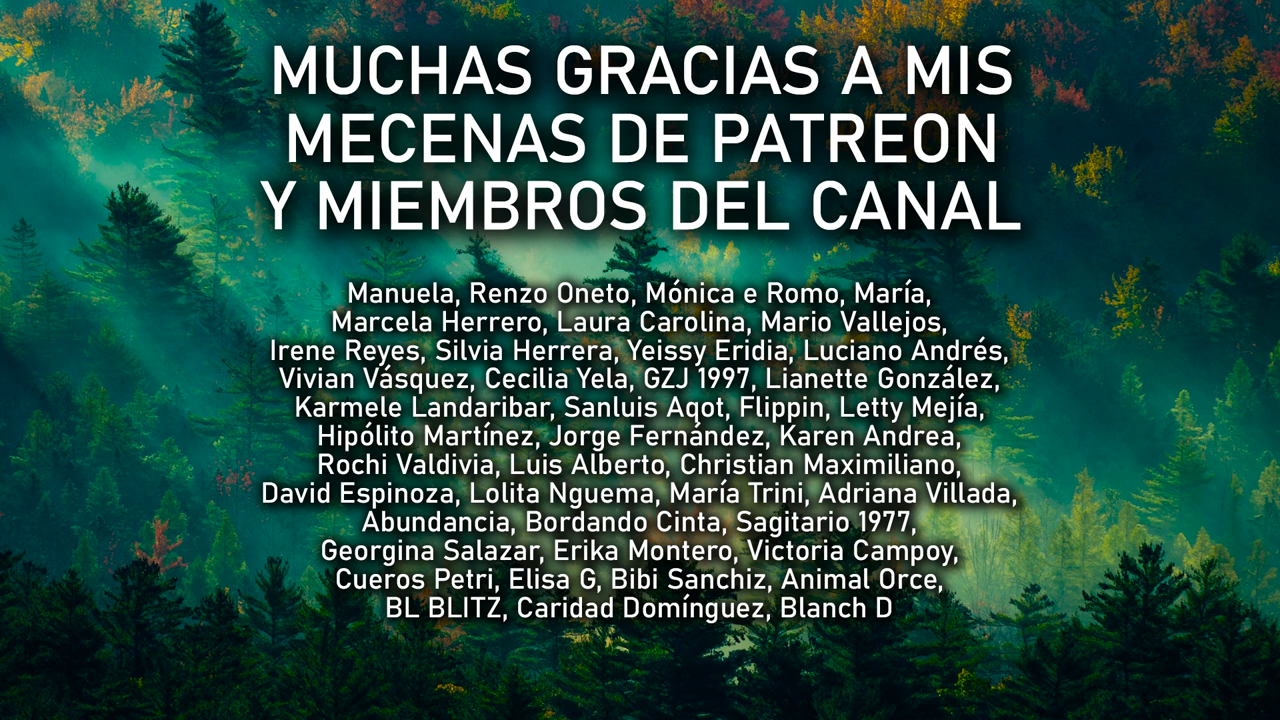 MUCHAS GRACIAS A MIS
MECENAS DE PATREON
Y MIEMBROS DEL CANAL
Manuela, Renzo Oneto, Mónica e Romo, María,
Marcela Herrero, Laura Carolina, Mario Vallejos,
Irene Reyes, Silvia Herrera, Yeissy Eridia, Luciano Andrés,
Vivian Vásquez, Cecilia Yela, GZJ 1997, Lianette González,
Karmele Landaribar, Sanluis Aqot, Flippin, Letty Mejía,
Hipólito Martínez, Jorge Fernández, Karen Andrea,
Rochi Valdivia, Luis Alberto, Christian Maximiliano,
David Espinoza, Lolita Nguema, María Trini, Adriana Villada,
Abundancia, Bordando Cinta, Sagitario 1977,
Georgina Salazar, Erika Montero, Victoria Campoy,
Cueros Petri, Elisa G, Bibi Sanchiz, Animal Orce,
BL BLITZ, Caridad Domínguez, Blanch D